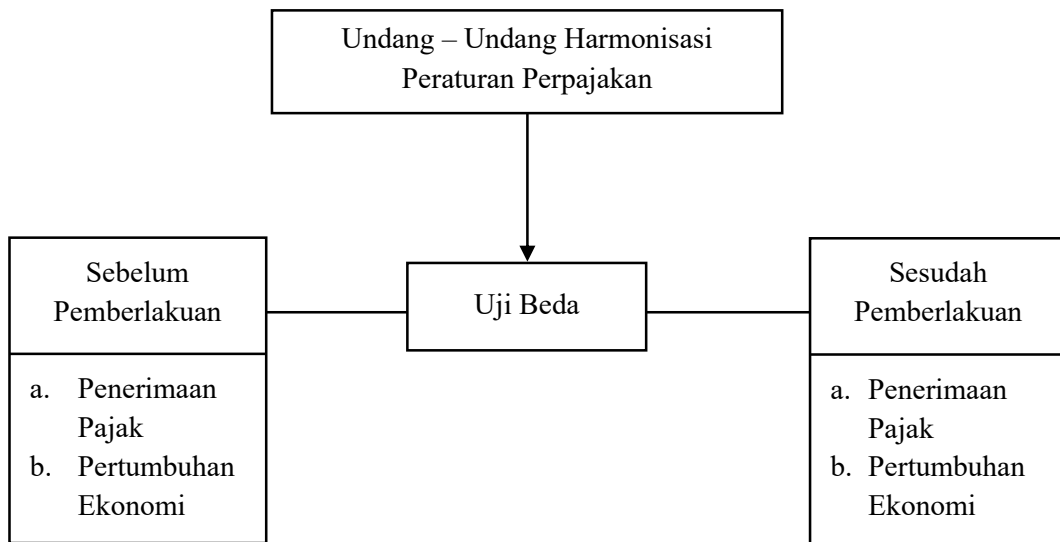 Undang – Undang Harmonisasi
Peraturan Perpajakan
Sebelum
Pemberlakuan
a. Penerimaan
Pajak
b. Pertumbuhan
Ekonomi
Uji Beda
Sesudah
Pemberlakuan
a. Penerimaan
Pajak
b. Pertumbuhan
Ekonomi